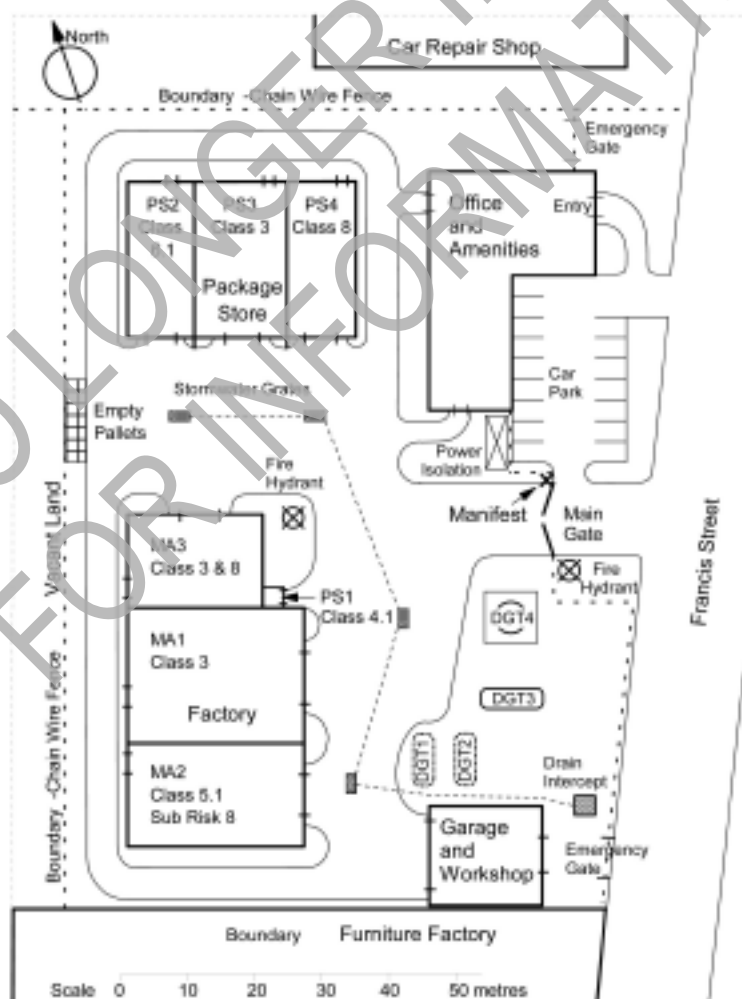 North
Car Repair Shop
Boundary -Chain Wire Fence
Emergency
Gate
PS2
Class
6.1
PS3
Class 3
PS4
Class 8
Package
Store
Office
and
Amenities
Entry
Stormwater Grates
Empty
Pallets
Car
Park
Power
Isolation
Fire
Hydrant
Manifest
Main
Gate
Vacant Land
MA3
Class 3 & 8
PS1
Class 4.1
Fire
Hydrant
Francis Street
DGT4
MA1
Class 3
Factory
DGT3
DGT1
DGT2
MA2
Class 5.1
Sub Risk 8
Drain
Intercept
Boundary -Chain Wire Fence
Garage
and
Workshop
Emergency
Gate
Boundary Furniture Factory
Scale 0 10 20 30 40 50 metres
NO LONGER
FOR INFORMATI